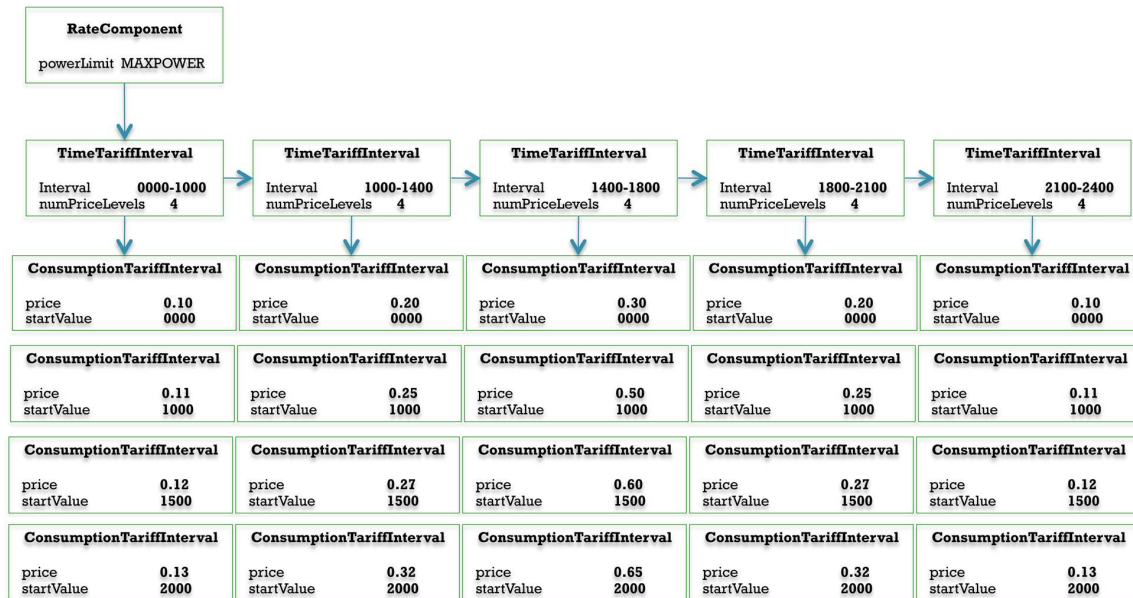 RateComponent
powerLimit MAXPOWER
TimeTariffInterval TimeTariffInterval TimeTariffInterval TimeTariffInterval TimeTariffInterval
Interval 0000-1000 Interval 1000-1400 Interval 1400-1800 Interval 1800-2100 Interval 2100-2400
numPriceLevels 4 numPriceLevels 4 numPriceLevels 4 numPriceLevels 4 numPriceLevels 4
ConsumptionTariffInterval ConsumptionTariffInterval ConsumptionTariffInterval ConsumptionTariffInterval ConsumptionTariffInterval
price 0.10 price 0.20 price 0.30 price 0.20 price 0.10
startValue 0000 startValue 0000 startValue 0000 startValue 0000 startValue 0000
ConsumptionTariffInterval ConsumptionTariffInterval ConsumptionTariffInterval ConsumptionTariffInterval ConsumptionTariffInterval
price 0.11 price 0.25 price 0.50 price 0.25 price 0.11
startValue 1000 startValue 1000 startValue 1000 startValue 1000 startValue 1000
ConsumptionTariffInterval ConsumptionTariffInterval ConsumptionTariffInterval ConsumptionTariffInterval ConsumptionTariffInterval
price 0.12 price 0.27 price 0.60 price 0.27 price 0.12
startValue 1500 startValue 1500 startValue 1500 startValue 1500 startValue 1500
ConsumptionTariffInterval ConsumptionTariffInterval ConsumptionTariffInterval ConsumptionTariffInterval ConsumptionTariffInterval
price 0.13 price 0.32 price 0.65 price 0.32 price 0.13
startValue 2000 startValue 2000 startValue 2000 startValue 2000 startValue 2000